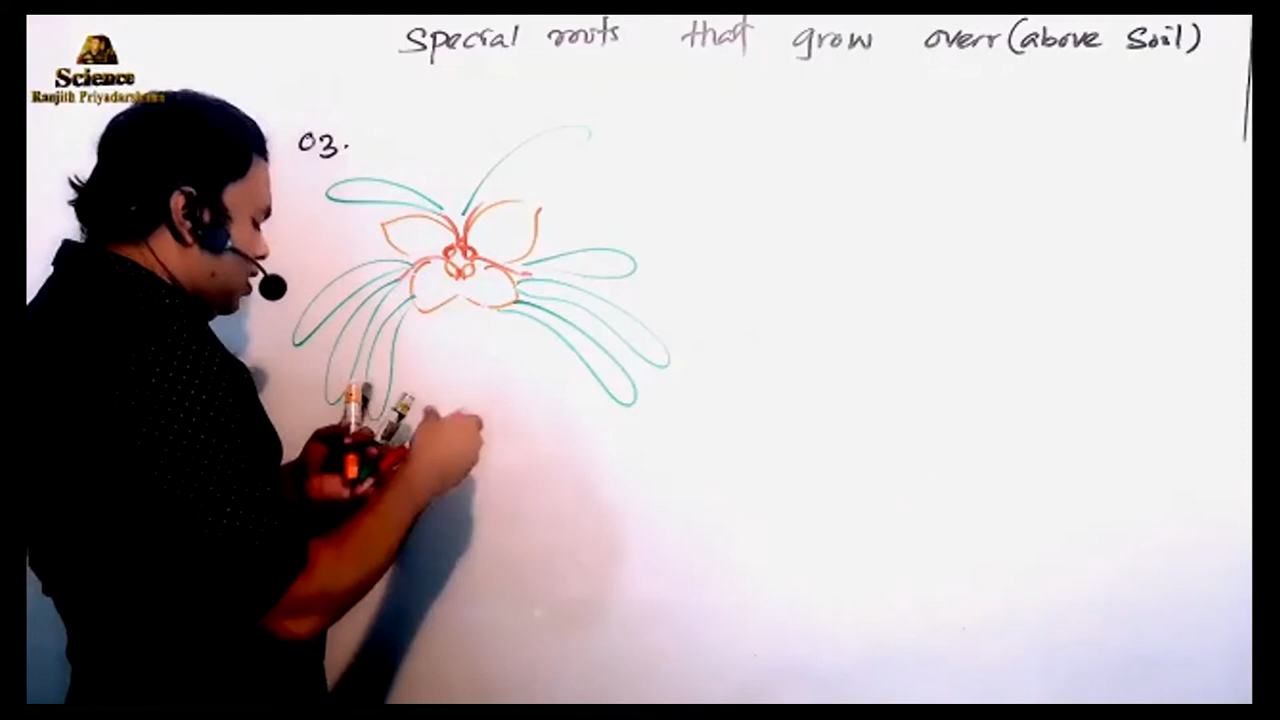 Special roots that grow overr(above Soil)
Science
Ranjith Priyadarshana
03.